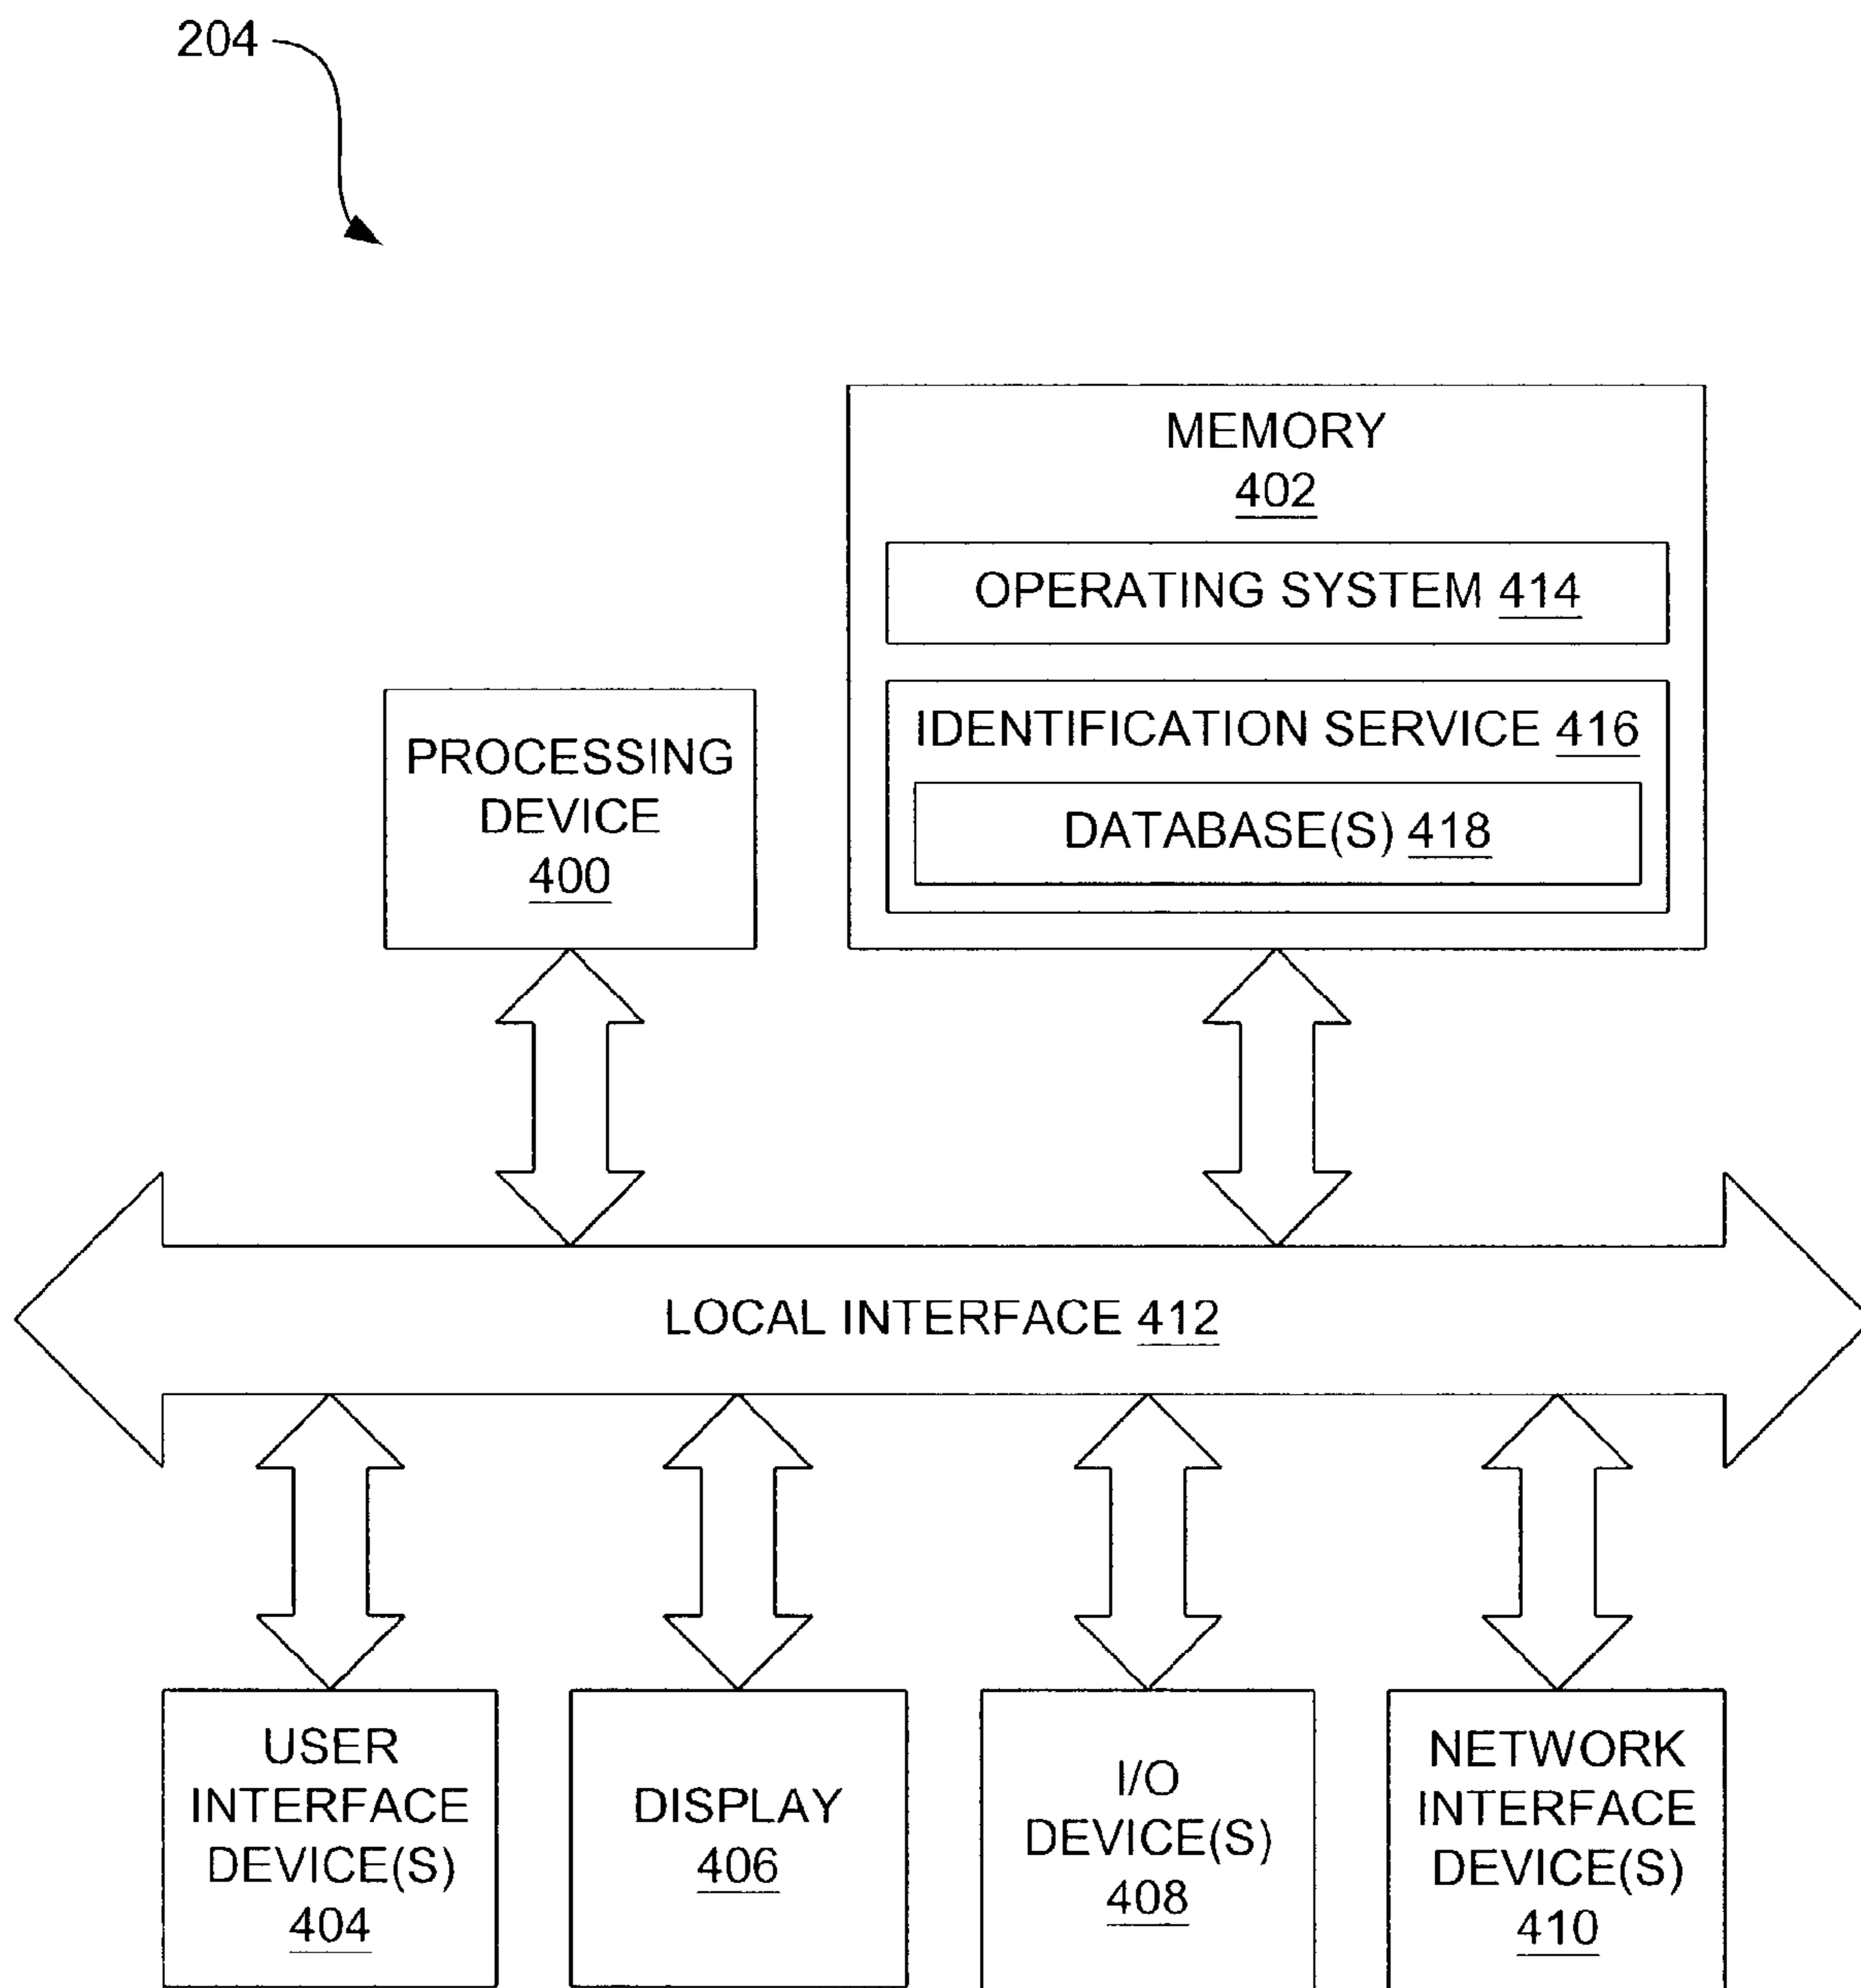 204
MEMORY
402
OPERATING SYSTEM 414
IDENTIFICATION SERVICE 416
DATABASE(S) 418
PROCESSING
DEVICE
400
LOCAL INTERFACE 412
USER
INTERFACE
DEVICE(S)
404
DISPLAY
406
I/O
DEVICE(S)
408
NETWORK
INTERFACE
DEVICE(S)
410